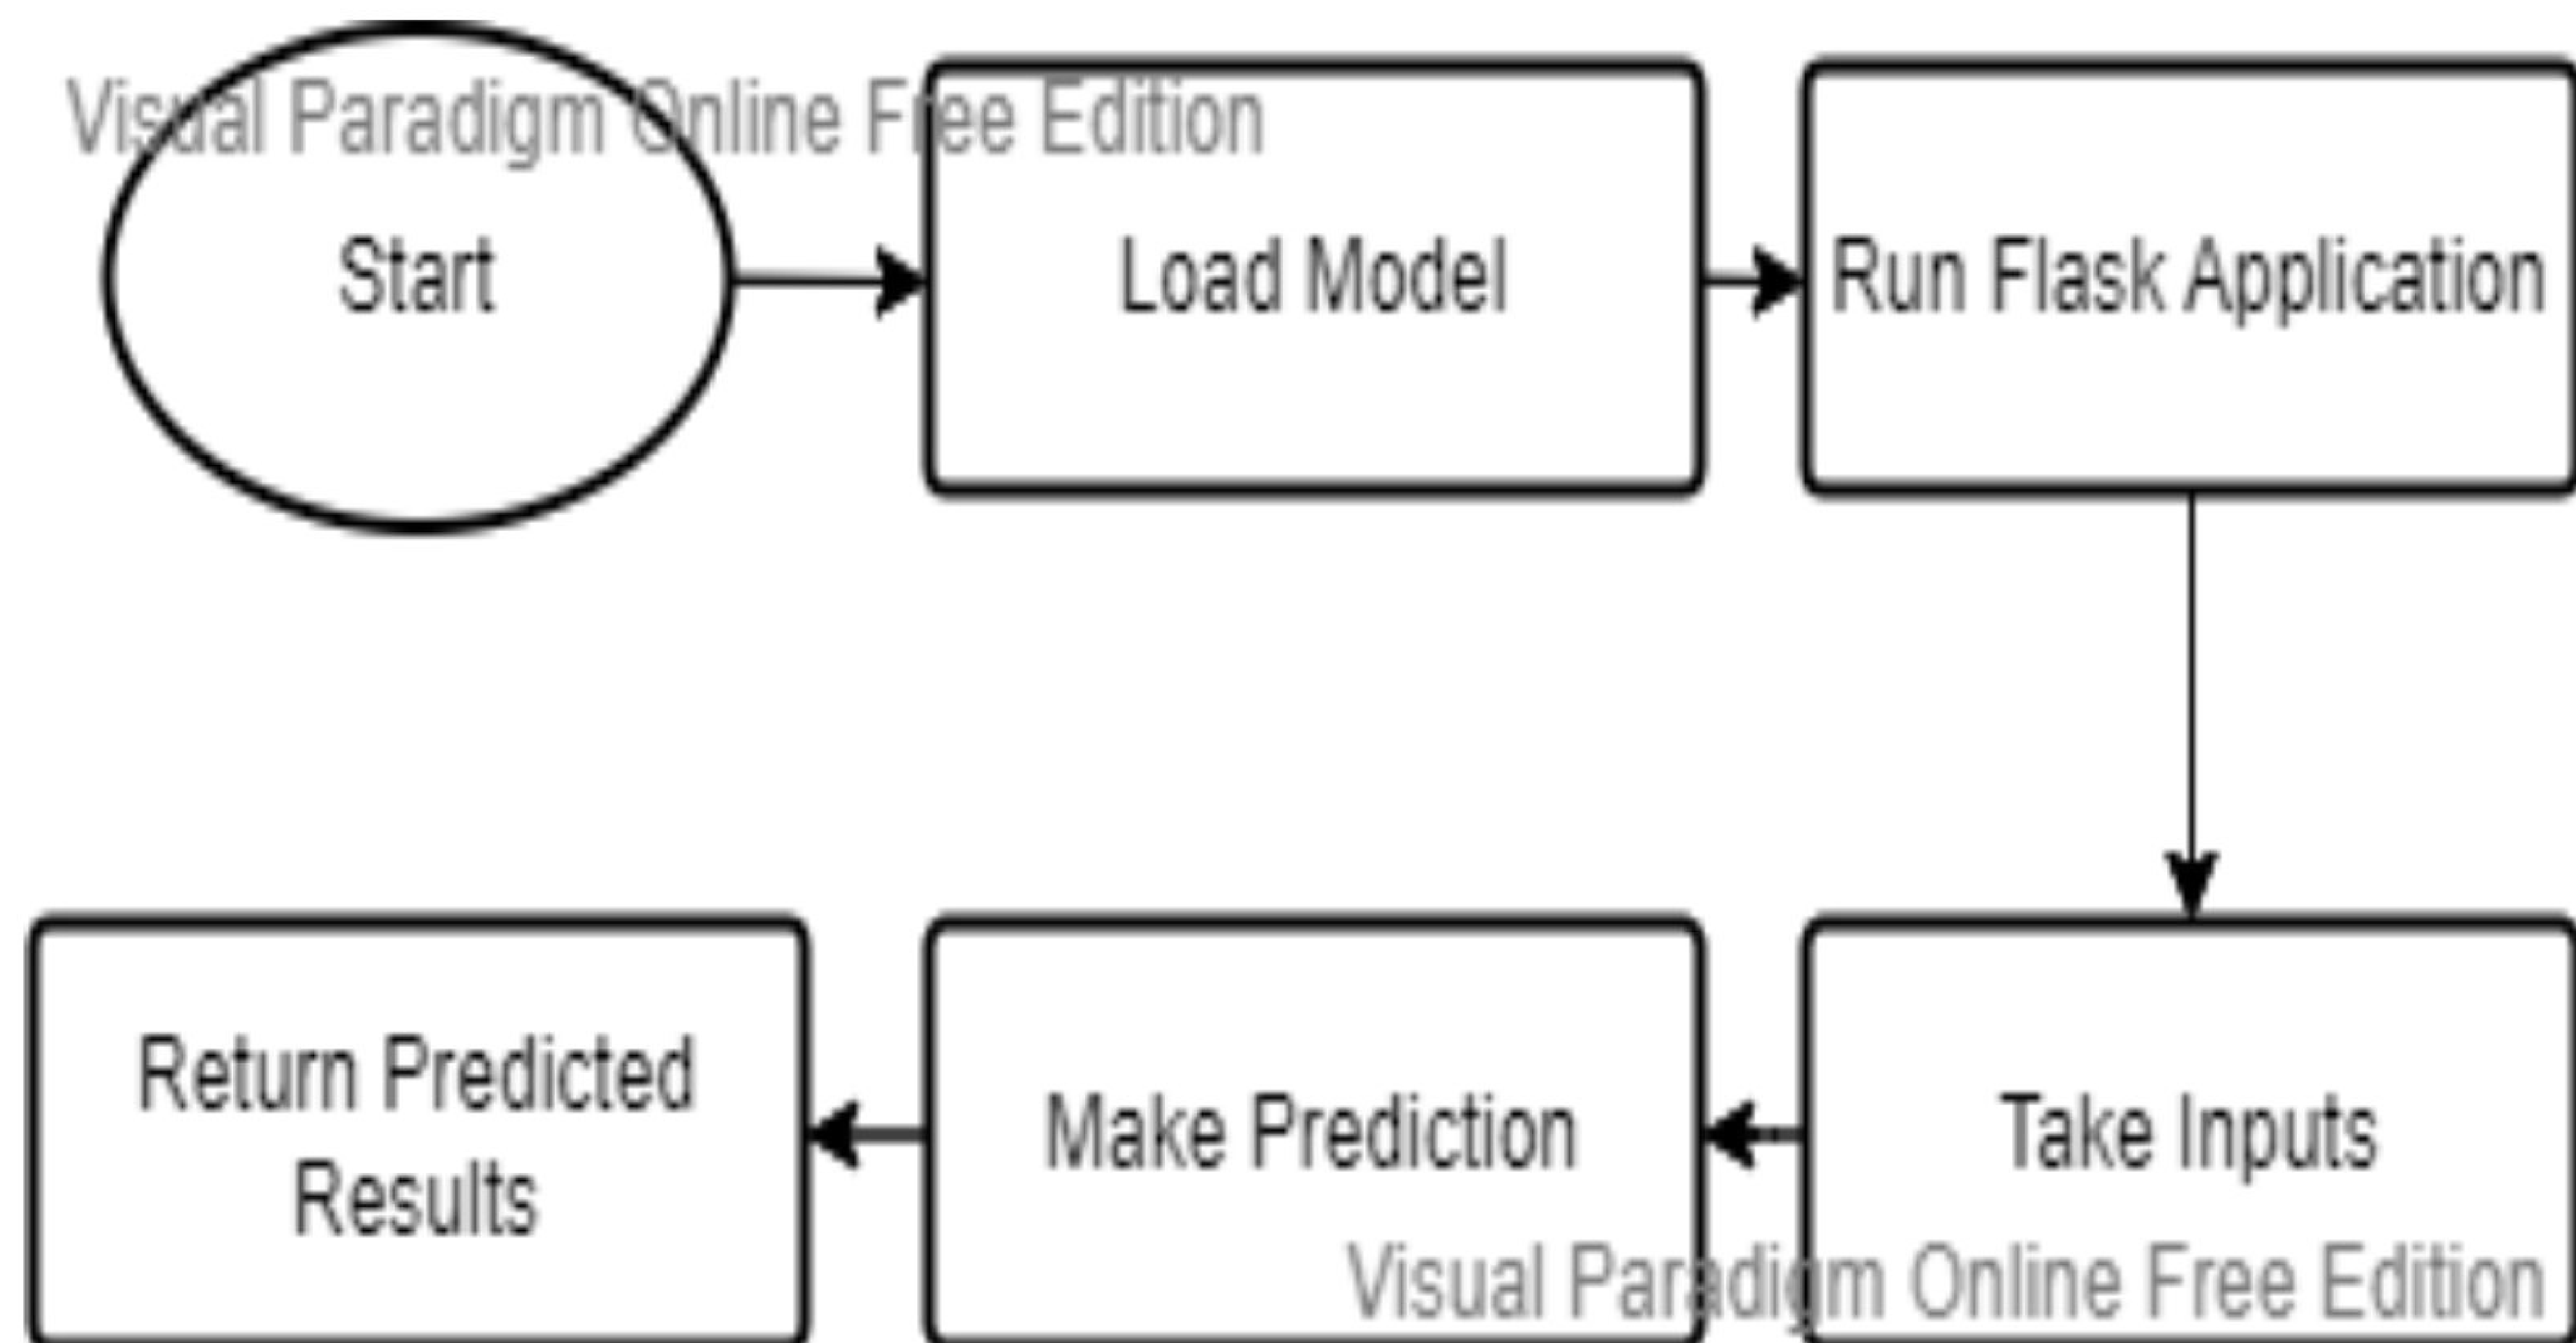 Visual Paradigm Online Free Edition
Start
Load Model
Run Flask Application
Take Inputs
Make Prediction
Return Predicted
Results
Visual Paradigm Online Free Edition